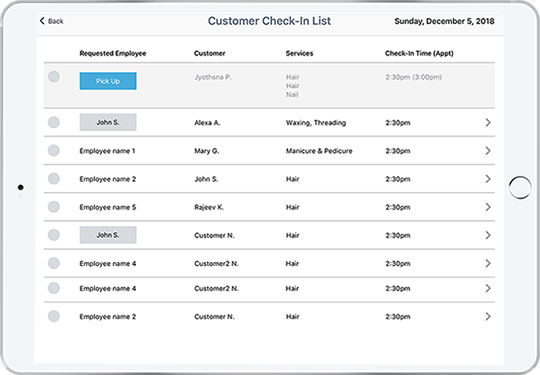 Back Customer Check-In List Sunday, December 5, 2018
Requested Employee Customer Services Check-In Time (Appt)
Pick Up Jyothsna P. Hair 2:30pm (3:00pm)
Hair
Nail
John S. Alexa A. Waxing, Threading 2:30pm
Employee name 1 Mary G. Manicure & Pedicure 2:30pm
Employee name 2 John S. Hair 2:30pm
Employee name 5 Rajeev K. Hair 2:30pm
John S. Customer N. Hair 2:30pm
Employee name 4 Customer2 N. Hair 2:30pm
Employee name 4 Customer2 N. Hair 2:30pm
Employee name 2 Customer N. Hair 2:30pm